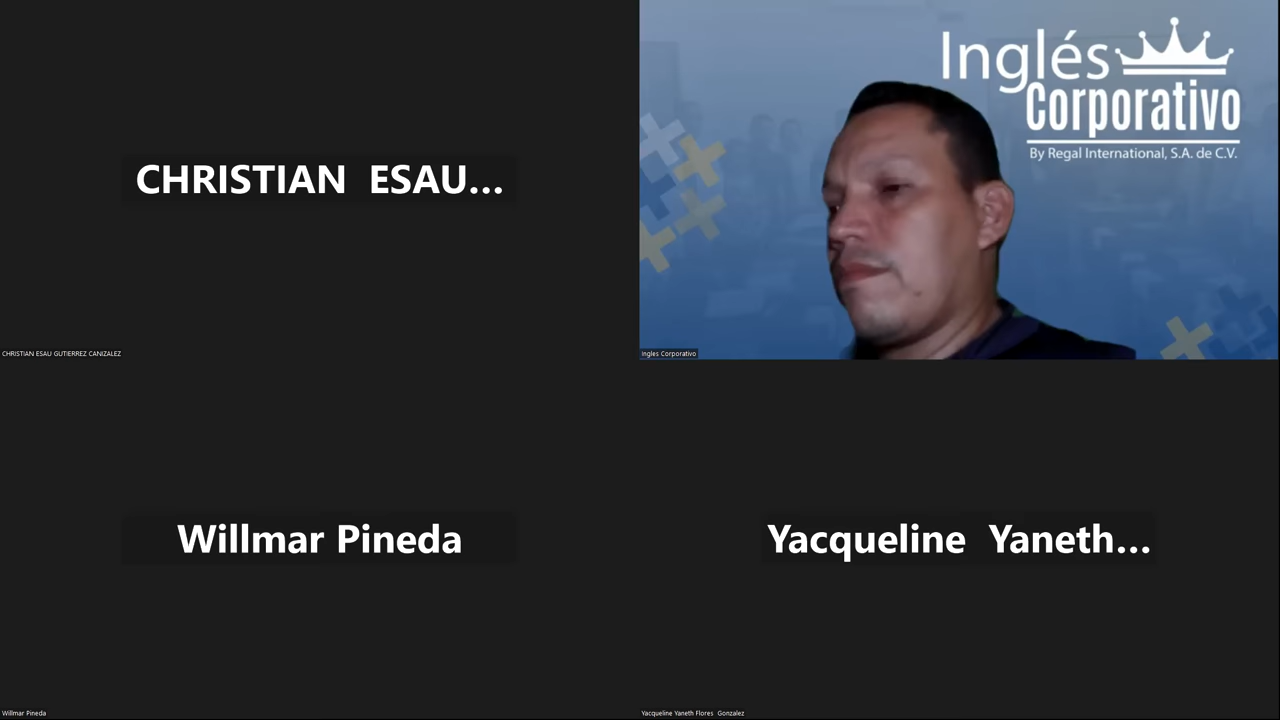 CHRISTIAN ESAU...
CHRISTIAN ESAU GUTIERREZ CANIZALEZ
Inglés
Corporativo
By Regal International, S.A. de C.V.
Ingles Corporativo
Willmar Pineda
Willmar Pineda
Yacqueline Yaneth...
Yacqueline Yaneth Flores Gonzalez